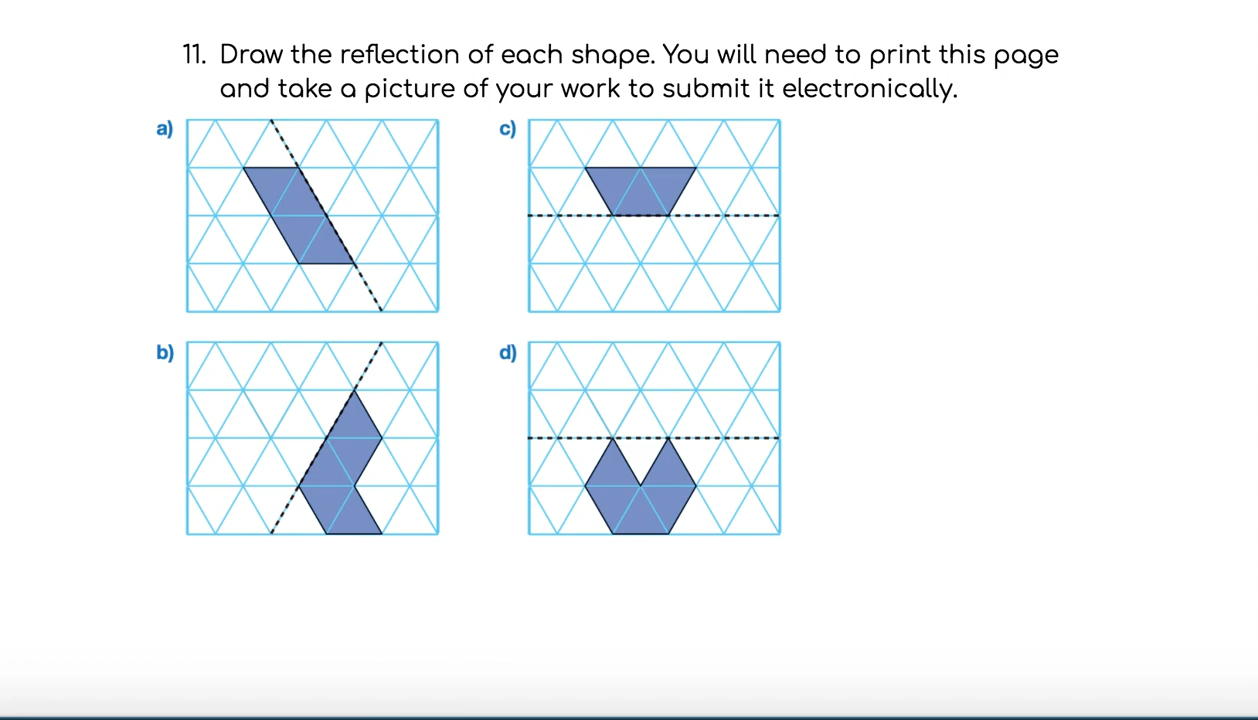 11. Draw the reflection of each shape. You will need to print this page
and take a picture of your work to submit it electronically.
a)
c)
b)
d)